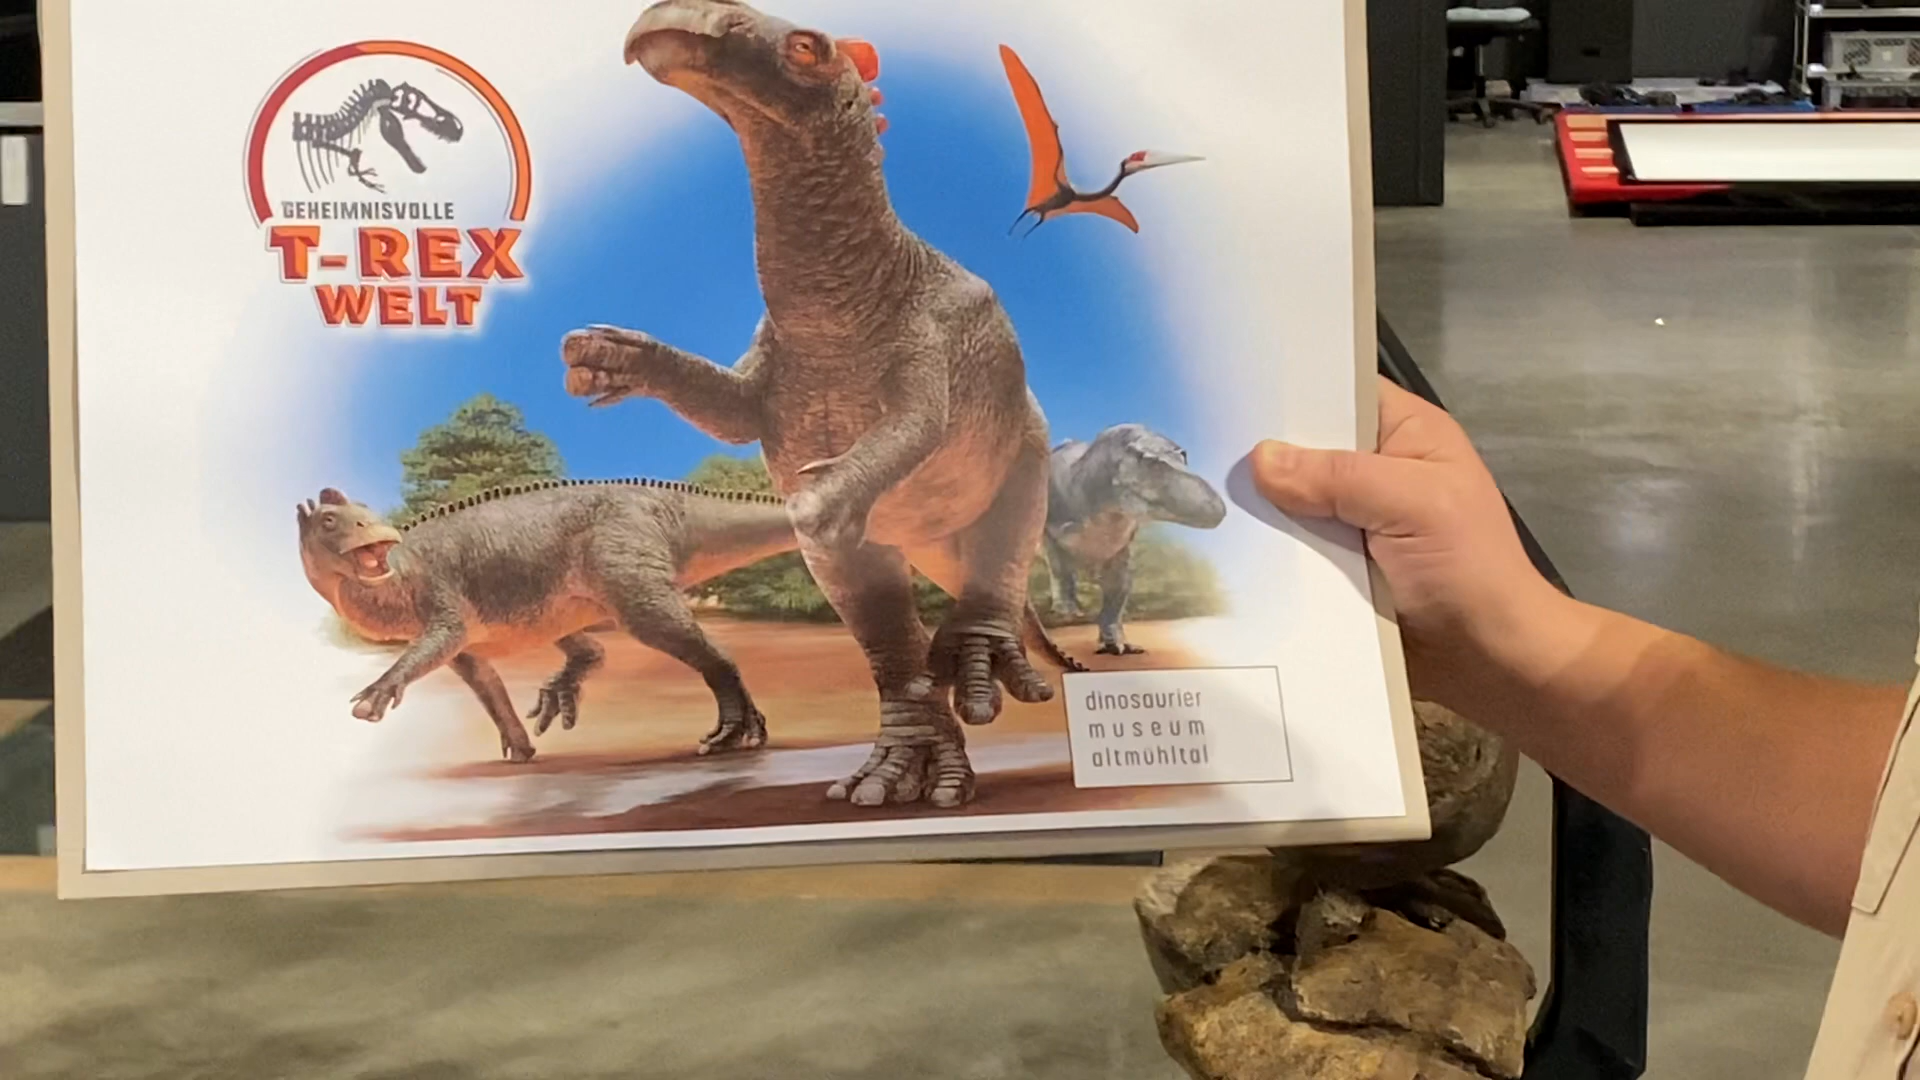 GEHEIMNISVOLLE
T-REX
WELT
dinosaurier
museum
altmühltal